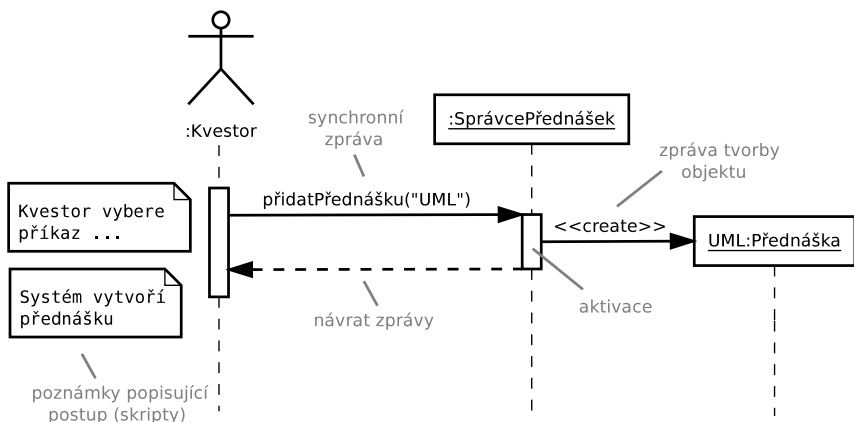 :Kvestor
synchronní
zpráva
:SprávcePřednášek
zpráva tvorby
objektu
Kvestor vybere
příkaz ...
přidatPřednášku("UML")
<<create>>
UML:Přednáška
Systém vytvoří
přednášku
návrat zprávy
aktivace
poznámky popisující
postup (skripty)